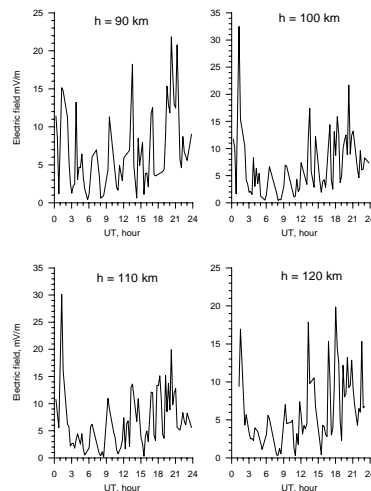 h = 90 km
Electric field mV/m
25
20
15
10
5
0
0 3 6 9 12 15 18 21 24
UT, hour
h = 100 km
35
30
25
20
15
10
5
0
0 3 6 9 12 15 18 21 24
UT, hour
h = 110 km
Electric field, mV/m
35
30
25
20
15
10
5
0
0 3 6 9 12 15 18 21 24
UT, hour
h = 120 km
25
20
15
10
5
0
0 3 6 9 12 15 18 21 24
UT, hour